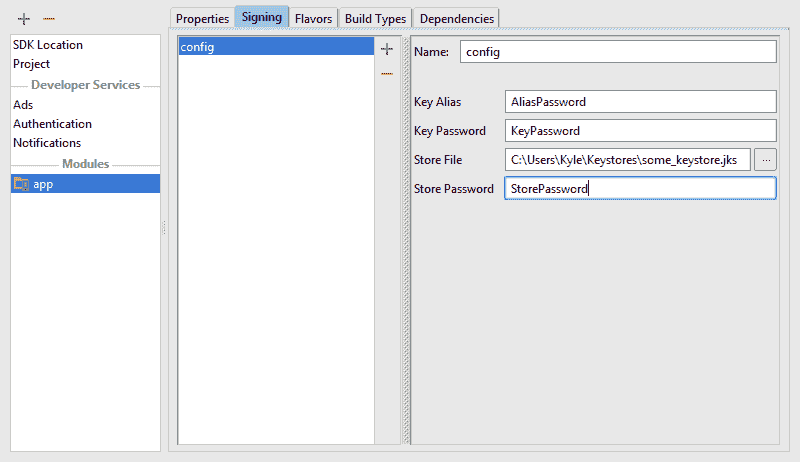 Properties Signing Flavors Build Types Dependencies
SDK Location
Project
Developer Services
Ads
Authentication
Notifications
Modules
app
config
Name: config
Key Alias AliasPassword
Key Password KeyPassword
Store File C:\Users\Kyle\Keystores\some_keystore.jks ...
Store Password StorePassword